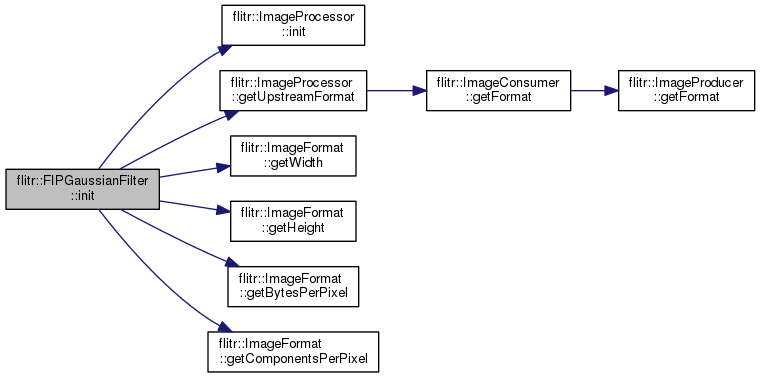 flitr::ImageProcessor
::init
flitr::ImageProcessor
::getUpstreamFormat
flitr::ImageConsumer
::getFormat
flitr::ImageProducer
::getFormat
flitr::ImageFormat
::getWidth
flitr::FIPGaussianFilter
::init
flitr::ImageFormat
::getHeight
flitr::ImageFormat
::getBytesPerPixel
flitr::ImageFormat
::getComponentsPerPixel